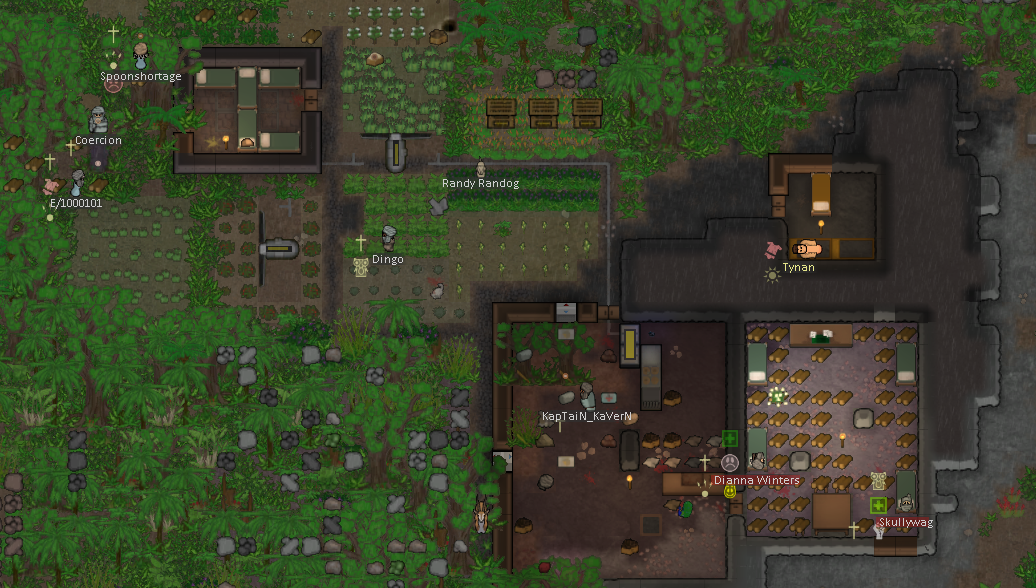 Spoonshortage
Coercion
Randy Randog
E/1000101
Dingo
Tynan
KapTaiN_KaVerN
Dianna Winters
Skullywag